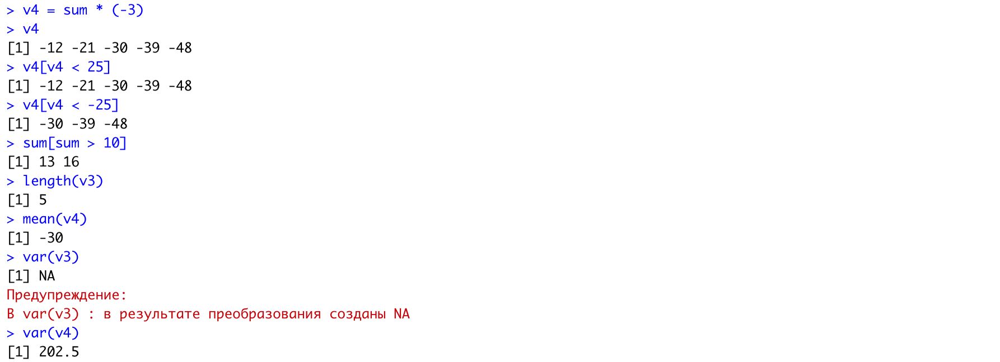 > v4 = sum * (-3)
> v4
[1] -12 -21 -30 -39 -48
> v4[v4 < 25]
[1] -12 -21 -30 -39 -48
> v4[v4 < -25]
[1] -30 -39 -48
> sum[sum > 10]
[1] 13 16
> length(v3)
[1] 5
> mean(v4)
[1] -30
> var(v3)
[1] NA
Предупреждение:
В var(v3) : в результате преобразования созданы NA
> var(v4)
[1] 202.5